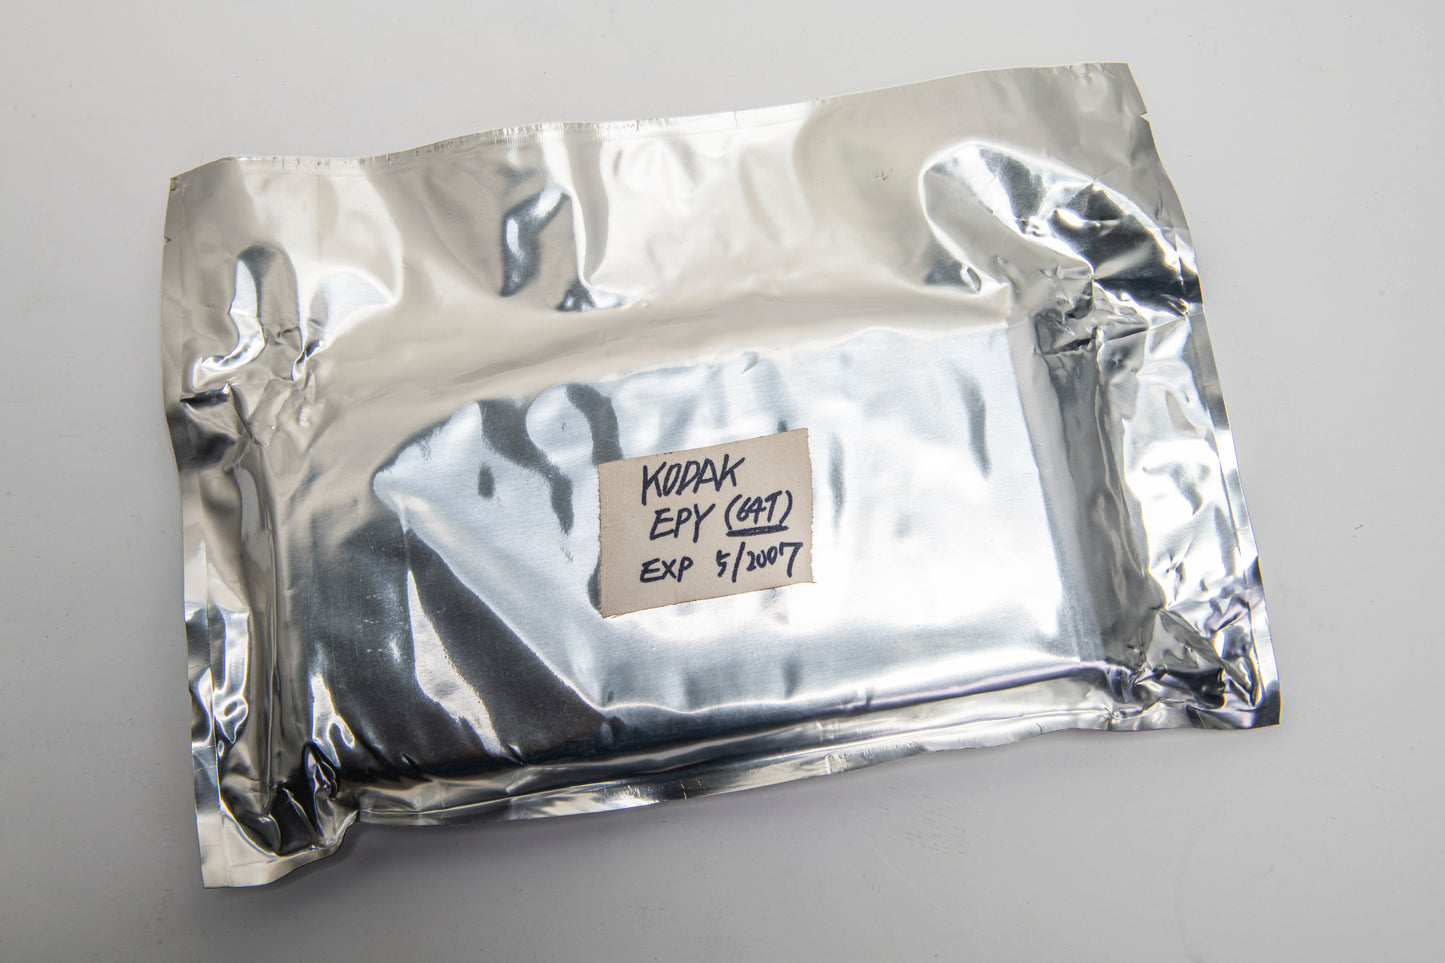 KODAK
EPY (64T)
EXP 5/2007